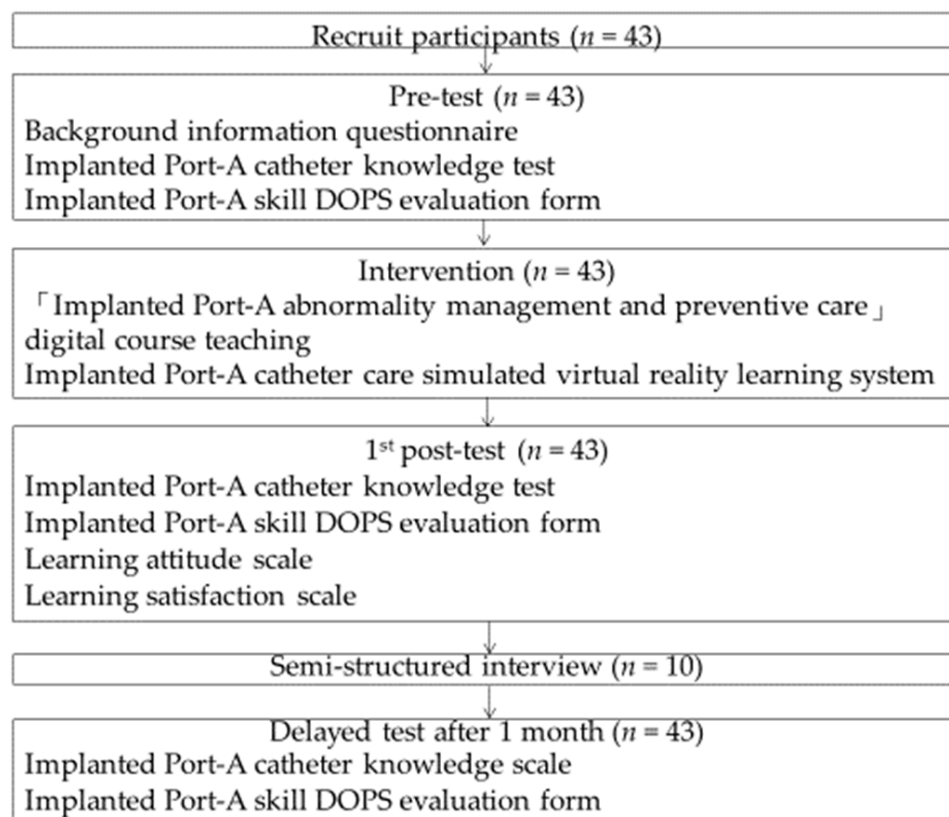 Recruit participants (n = 43)
Pre-test (n = 43)
Background information questionnaire
Implanted Port-A catheter knowledge test
Implanted Port-A skill DOPS evaluation form
Intervention (n = 43)
「Implanted Port-A abnormality management and preventive care」
digital course teaching
Implanted Port-A catheter care simulated virtual reality learning system
1st post-test (n = 43)
Implanted Port-A catheter knowledge test
Implanted Port-A skill DOPS evaluation form
Learning attitude scale
Learning satisfaction scale
Semi-structured interview (n = 10)
Delayed test after 1 month (n = 43)
Implanted Port-A catheter knowledge scale
Implanted Port-A skill DOPS evaluation form